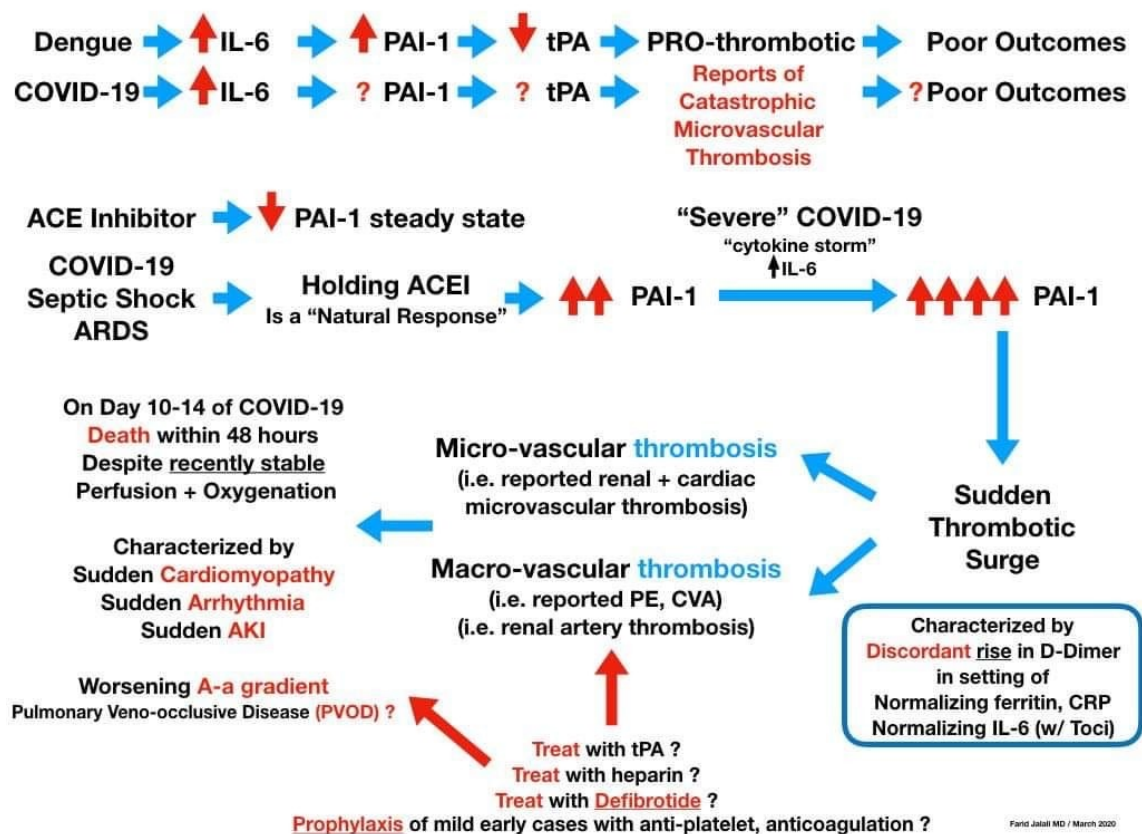 Dengue IL-6 PAI-1 tPA PRO-thrombotic Poor Outcomes
COVID-19 IL-6 ? PAI-1 ? tPA Reports of Catastrophic Microvascular Thrombosis ? Poor Outcomes
ACE Inhibitor PAI-1 steady state
COVID-19
Septic Shock
ARDS
Holding ACEI
Is a “Natural Response”
PAI-1
“Severe” COVID-19
“cytokine storm”
IL-6
PAI-1
Sudden
Thrombotic
Surge
Characterized by
Discordant rise in D-Dimer
in setting of
Normalizing ferritin, CRP
Normalizing IL-6 (w/ Toci)
Micro-vascular thrombosis
(i.e. reported renal + cardiac
microvascular thrombosis)
Macro-vascular thrombosis
(i.e. reported PE, CVA)
(i.e. renal artery thrombosis)
On Day 10-14 of COVID-19
Death within 48 hours
Despite recently stable
Perfusion + Oxygenation
Characterized by
Sudden Cardiomyopathy
Sudden Arrhythmia
Sudden AKI
Worsening A-a gradient
Pulmonary Veno-occlusive Disease (PVOD) ?
Treat with tPA ?
Treat with heparin ?
Treat with Defibrotide ?
Prophylaxis of mild early cases with anti-platelet, anticoagulation ?
Farid Jalali MD / March 2020